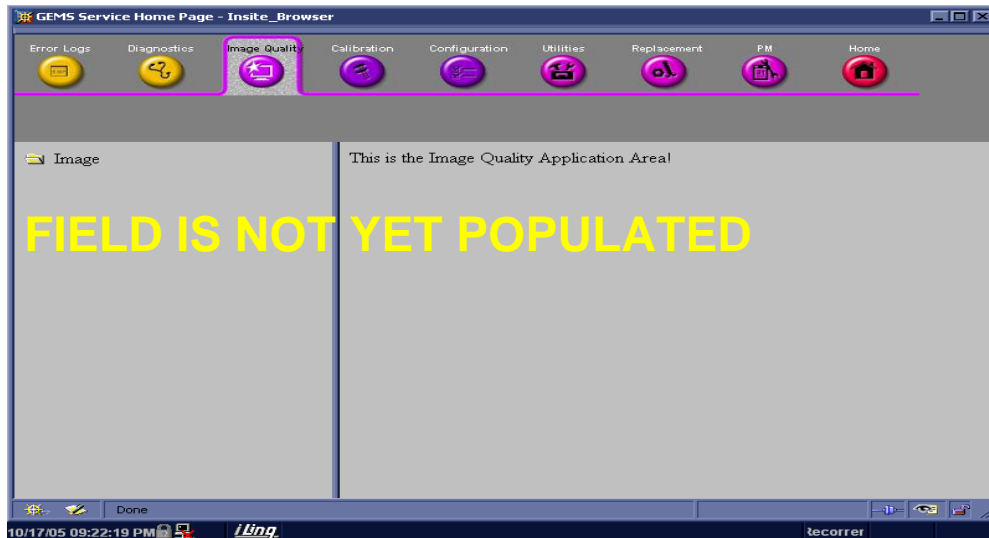 GEMS Service Home Page - Insite_Browser
Error Logs Diagnostics Image Quality Calibration Configuration Utilities Replacement PM Home
Image
This is the Image Quality Application Area!
FIELD IS NOT YET POPULATED
Done
10/17/05 09:22:19 PM iLinq